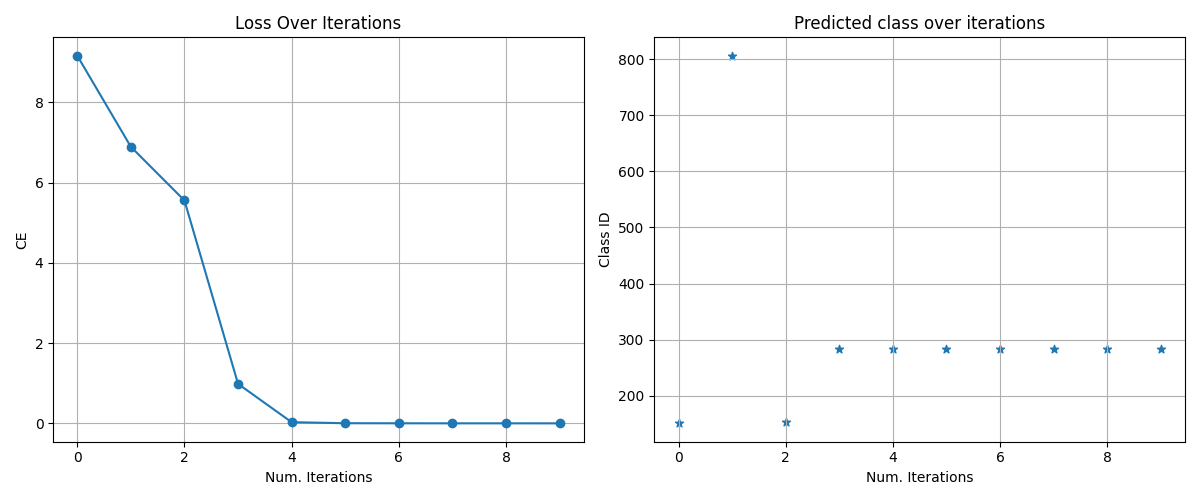 Loss Over Iterations
CE
8
6
4
2
0
0 2 4 6 8
Num. Iterations
Predicted class over iterations
Class ID
800
700
600
500
400
300
200
0 2 4 6 8
Num. Iterations